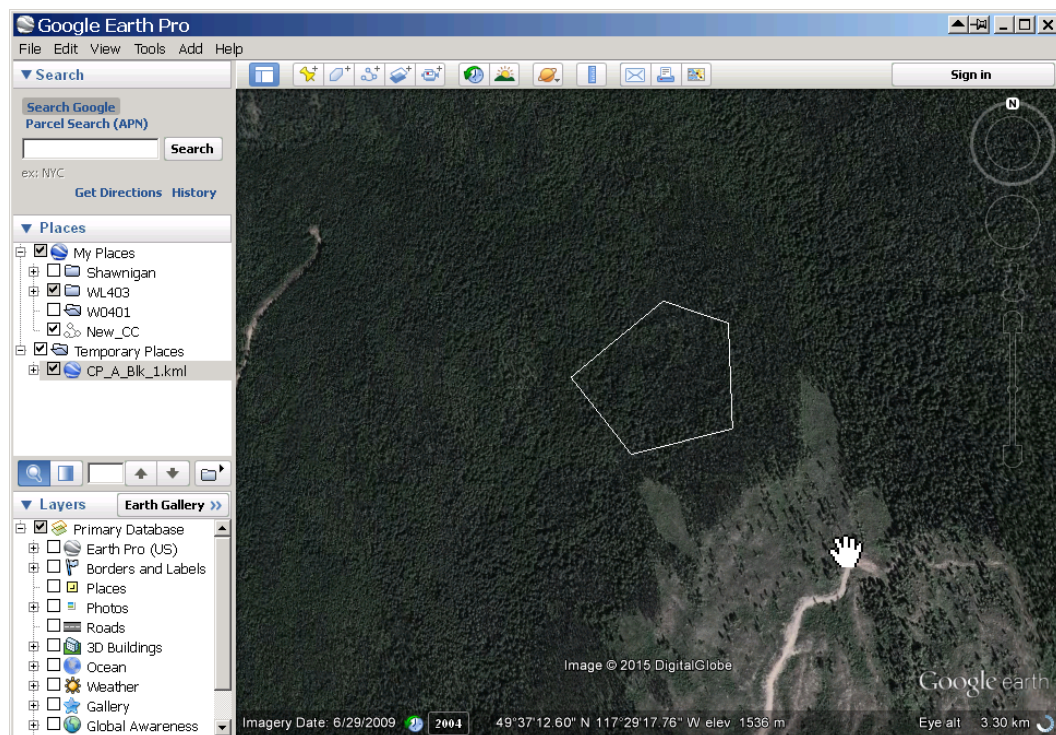 Google Earth Pro
File Edit View Tools Add Help
Search
Sign in
Search Google
Parcel Search (APN)
Search
ex: NYC
Get Directions History
Places
My Places
Shawnigan
WL403
W0401
New_CC
Temporary Places
CP_A_Blk_1.kml
Layers
Earth Gallery >>
Primary Database
Earth Pro (US)
Borders and Labels
Places
Photos
Roads
3D Buildings
Ocean
Weather
Gallery
Global Awareness
N
Image © 2015 DigitalGlobe
Google earth
Imagery Date: 6/29/2009 2004 49°37'12.60" N 117°29'17.76" W elev 1536 m Eye alt 3.30 km